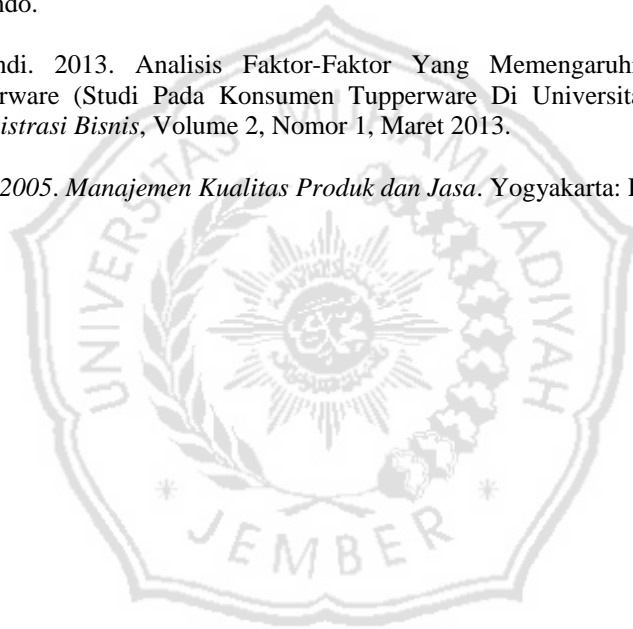 ndo.
ndi. 2013. Analisis Faktor-Faktor Yang Memengaruhi
rware (Studi Pada Konsumen Tupperware Di Universita
istrasi Bisnis, Volume 2, Nomor 1, Maret 2013.
2005. Manajemen Kualitas Produk dan Jasa. Yogyakarta:
UNIVERSITAS MUHAMMADIYAH
JEMBER